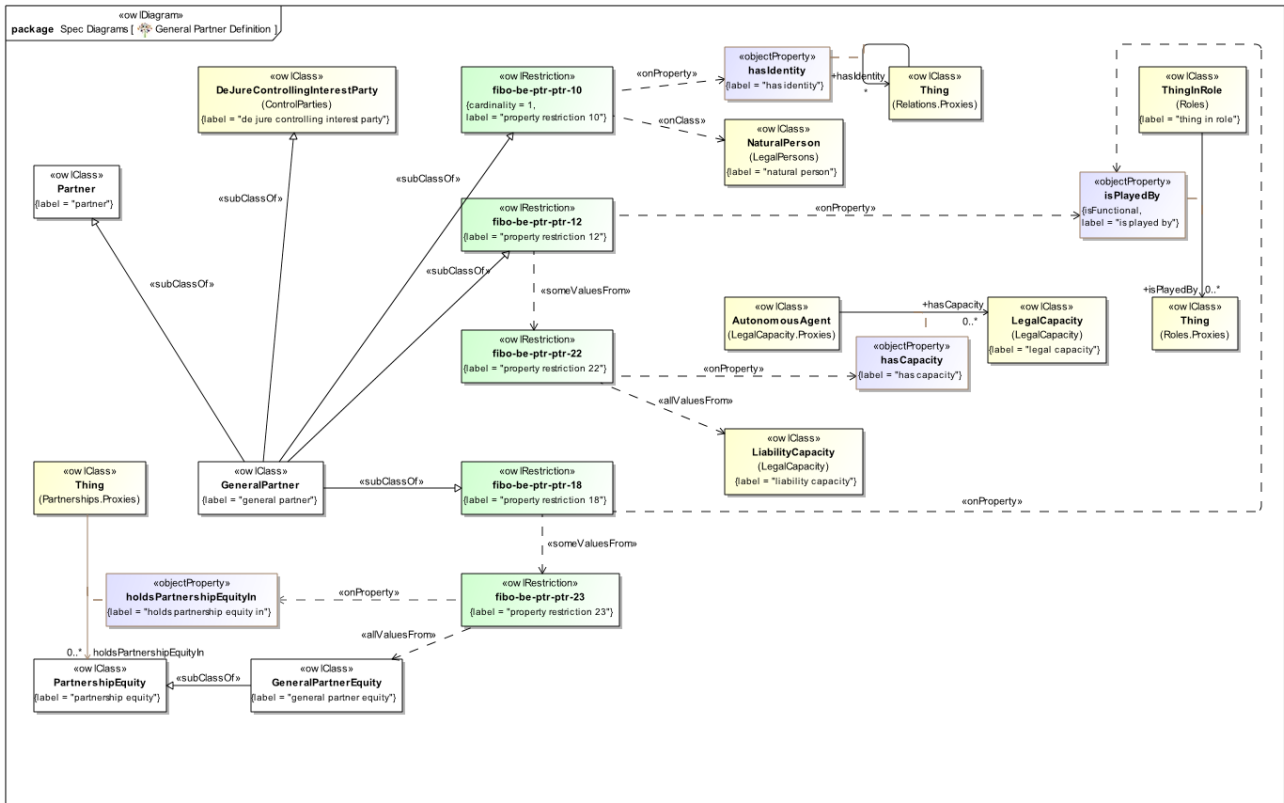 «owlDiagram»
package Spec Diagrams [ General Partner Definition ]
«owlClass»
DeJureControllingInterestParty
(ControlParties)
{label = "de jure controlling interest party"}
«owlRestriction»
fibo-be-ptr-ptr-10
{cardinality = 1,
label = "property restriction 10"}
«onProperty»
«objectProperty»
hasIdentity
{label = "has identity"}
+hasIdentity
*
«owlClass»
Thing
(Relations.Proxies)
«owlClass»
ThingInRole
(Roles)
{label = "thing in role"}
«onClass»
«owlClass»
NaturalPerson
(LegalPersons)
{label = "natural person"}
«owlClass»
Partner
{label = "partner"}
«subClassOf»
«subClassOf»
«subClassOf»
«subClassOf»
«owlRestriction»
fibo-be-ptr-ptr-12
{label = "property restriction 12"}
«onProperty»
«objectProperty»
isPlayedBy
{isFunctional,
label = "is played by"}
«someValuesFrom»
+isPlayedBy
0..*
«owlClass»
AutonomousAgent
(LegalCapacity.Proxies)
+hasCapacity
0..*
«owlClass»
LegalCapacity
(LegalCapacity)
{label = "legal capacity"}
«owlClass»
Thing
(Roles.Proxies)
«owlRestriction»
fibo-be-ptr-ptr-22
{label = "property restriction 22"}
«onProperty»
«objectProperty»
hasCapacity
{label = "has capacity"}
«allValuesFrom»
«owlClass»
LiabilityCapacity
(LegalCapacity)
{label = "liability capacity"}
«owlClass»
Thing
(Partnerships.Proxies)
«owlClass»
GeneralPartner
{label = "general partner"}
«subClassOf»
«owlRestriction»
fibo-be-ptr-ptr-18
{label = "property restriction 18"}
«onProperty»
«someValuesFrom»
«objectProperty»
holdsPartnershipEquityIn
{label = "holds partnership equity in"}
«onProperty»
«owlRestriction»
fibo-be-ptr-ptr-23
{label = "property restriction 23"}
«allValuesFrom»
0..*
holdsPartnershipEquityIn
«owlClass»
PartnershipEquity
{label = "partnership equity"}
«subClassOf»
«owlClass»
GeneralPartnerEquity
{label = "general partner equity"}